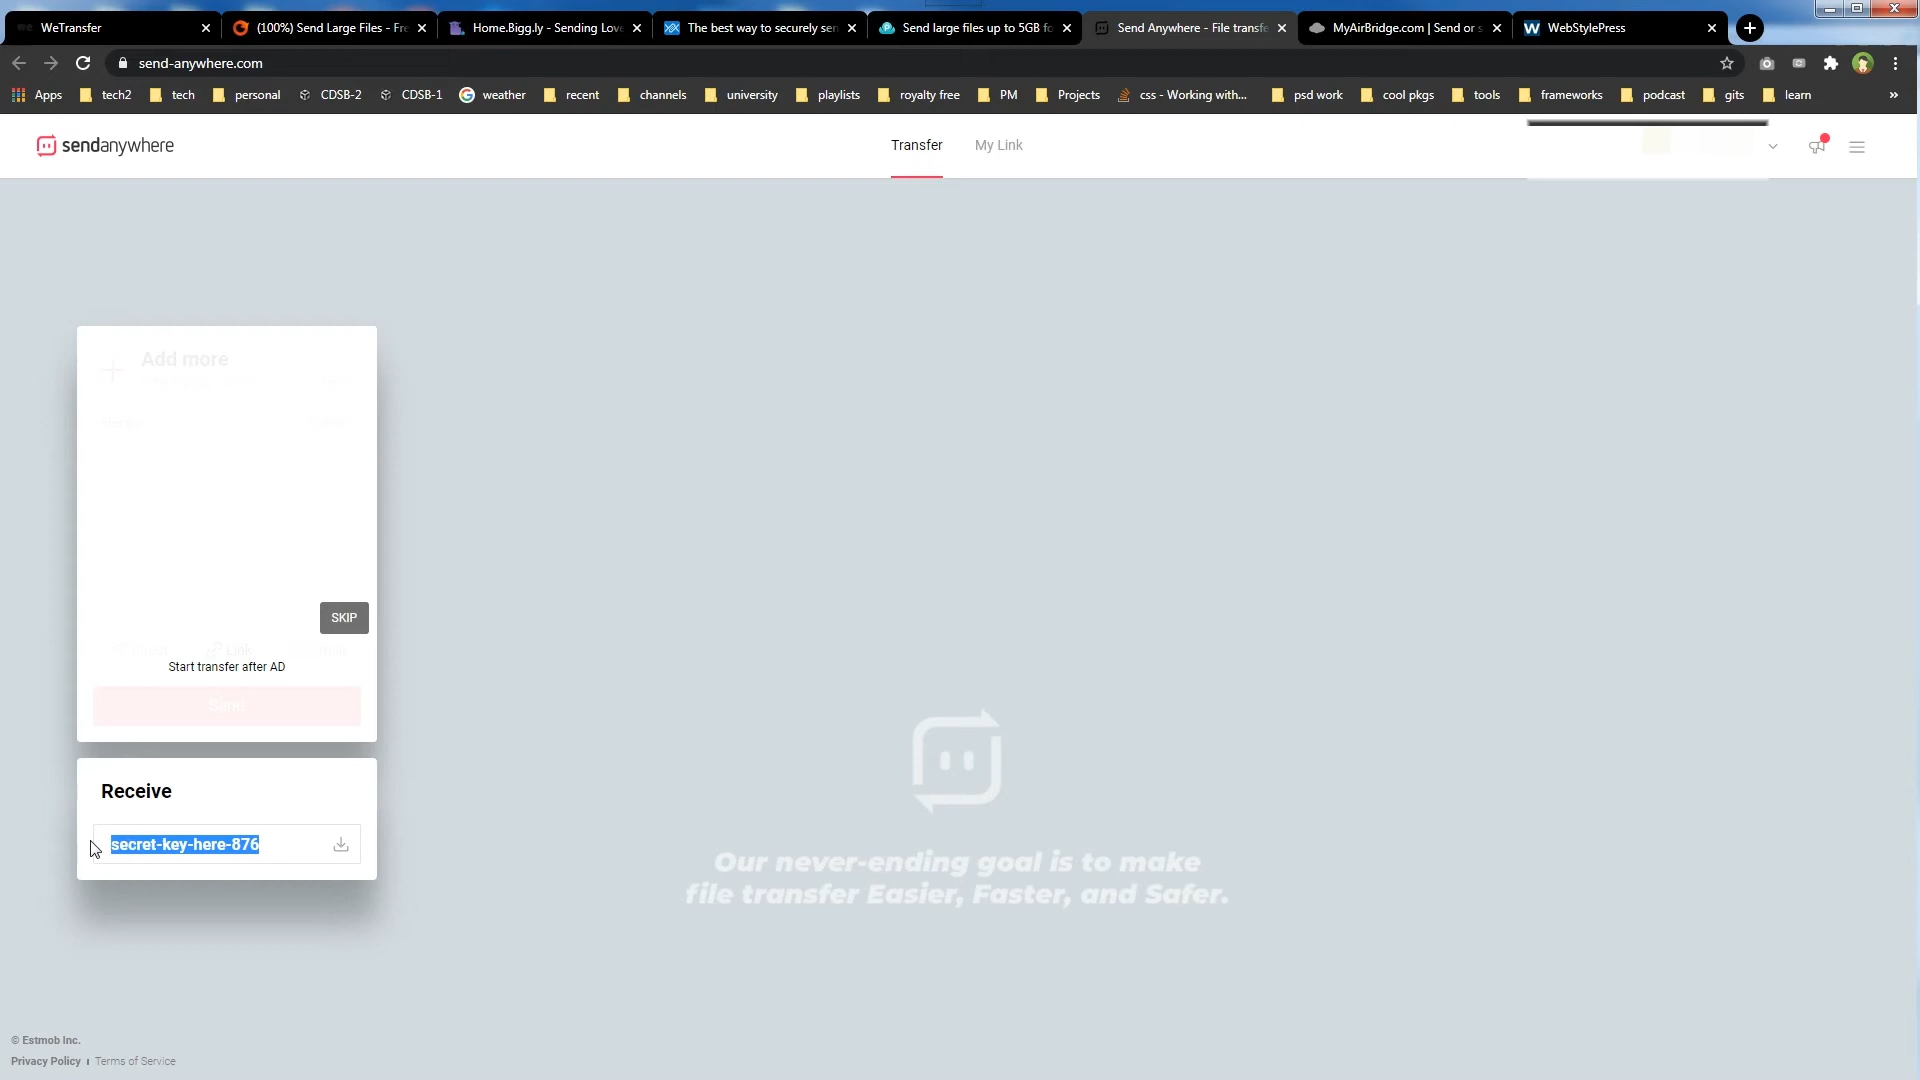 WeTransfer
(100%) Send Large Files - Fre
Home.Bigg.ly - Sending Lov
The best way to securely sen
Send large files up to 5GB fo
Send Anywhere - File transfe
MyAirBridge.com | Send or s
WebStylePress
send-anywhere.com
Apps
tech2
tech
personal
CDSB-2
CDSB-1
weather
recent
channels
university
playlists
royalty free
PM
Projects
css - Working with...
psd work
cool pkgs
tools
frameworks
podcast
gits
learn
»
sendanywhere
Transfer
My Link
Add more
SKIP
Link
Start transfer after AD
Send
Receive
secret-key-here-876
Our never-ending goal is to make
file transfer Easier, Faster, and Safer.
© Estmob Inc.
Privacy Policy
Terms of Service